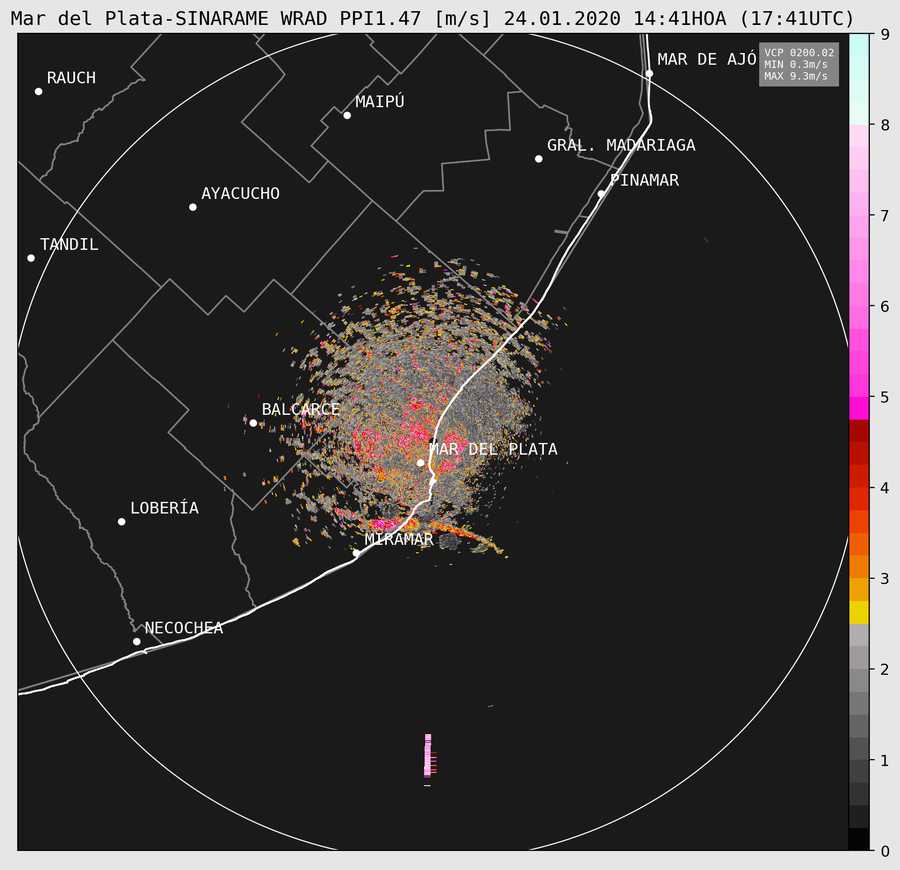 Mar del Plata-SINARAME WRAD PPI1.47 [m/s] 24.01.2020 14:41HOA (17:41UTC)
VCP 0200.02
MIN 0.3m/s
MAX 9.3m/s
MAR DE AJÓ
RAUCH
MAIPÚ
GRAL. MADARIAGA
PINAMAR
AYACUCHO
TANDIL
BALCARCE
MAR DEL PLATA
LOBERÍA
MIRAMAR
NECOCHEA
9
8
7
6
5
4
3
2
1
0